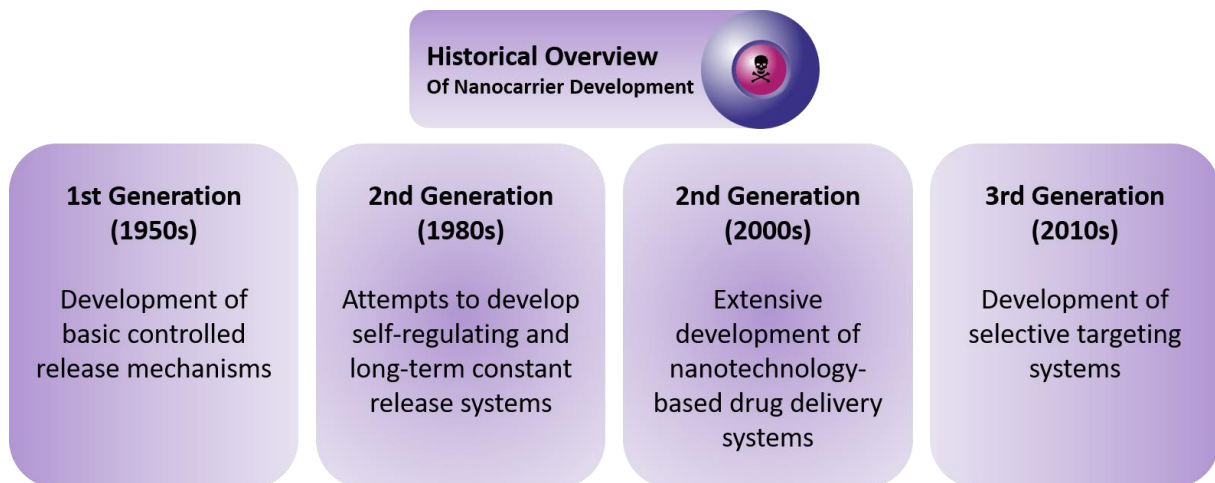 Historical Overview
Of Nanocarrier Development
1st Generation
(1950s)
Development of
basic controlled
release mechanisms
2nd Generation
(1980s)
Attempts to develop
self-regulating and
long-term constant
release systems
2nd Generation
(2000s)
Extensive
development of
nanotechnology-
based drug delivery
systems
3rd Generation
(2010s)
Development of
selective targeting
systems